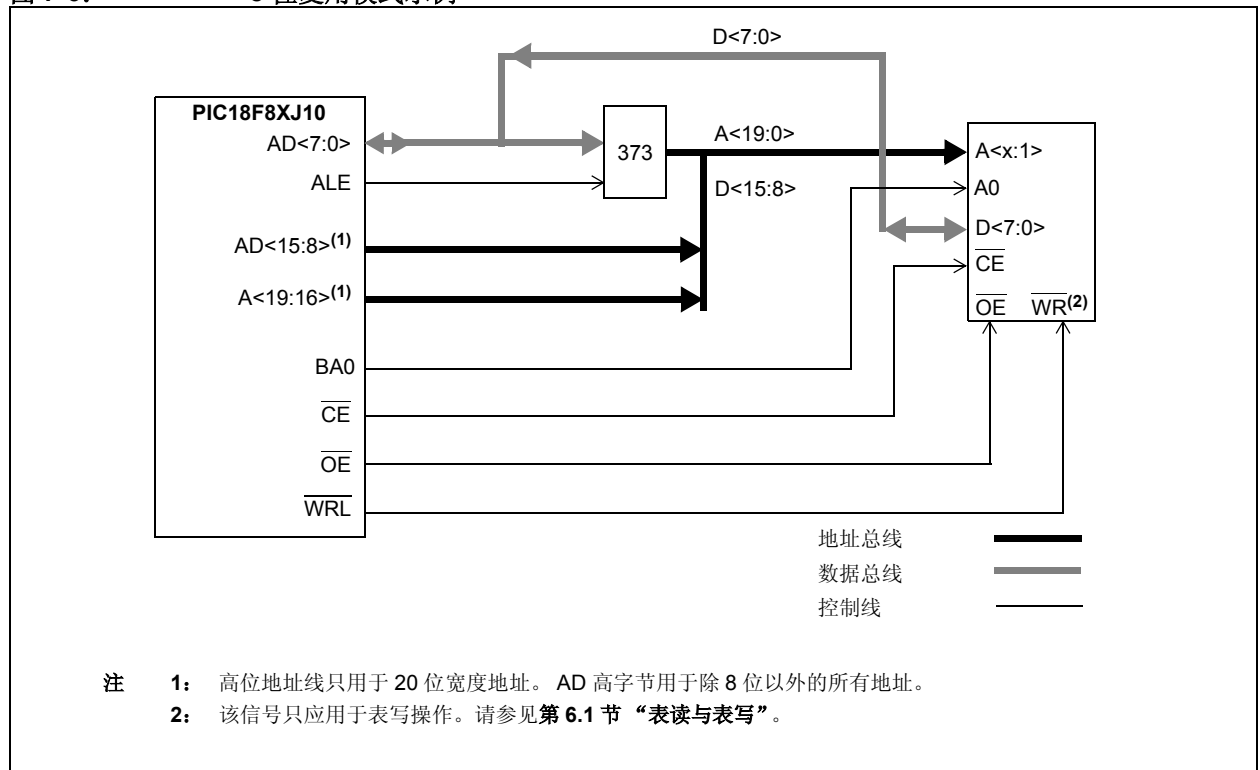 D<7:0>
PIC18F8XJ10
AD<7:0>
373
A<19:0>
A<x:1>
ALE
D<15:8>
A0
AD<15:8>(1)
D<7:0>
CE
A<19:16>(1)
OE WR(2)
BA0
CE
OE
WRL
地址总线
数据总线
控制线
注 1： 高位地址线只用于 20 位宽度地址。 AD 高字节用于除 8 位以外的所有地址。
2： 该信号只应用于表写操作。请参见第 6.1 节 “表读与表写”。